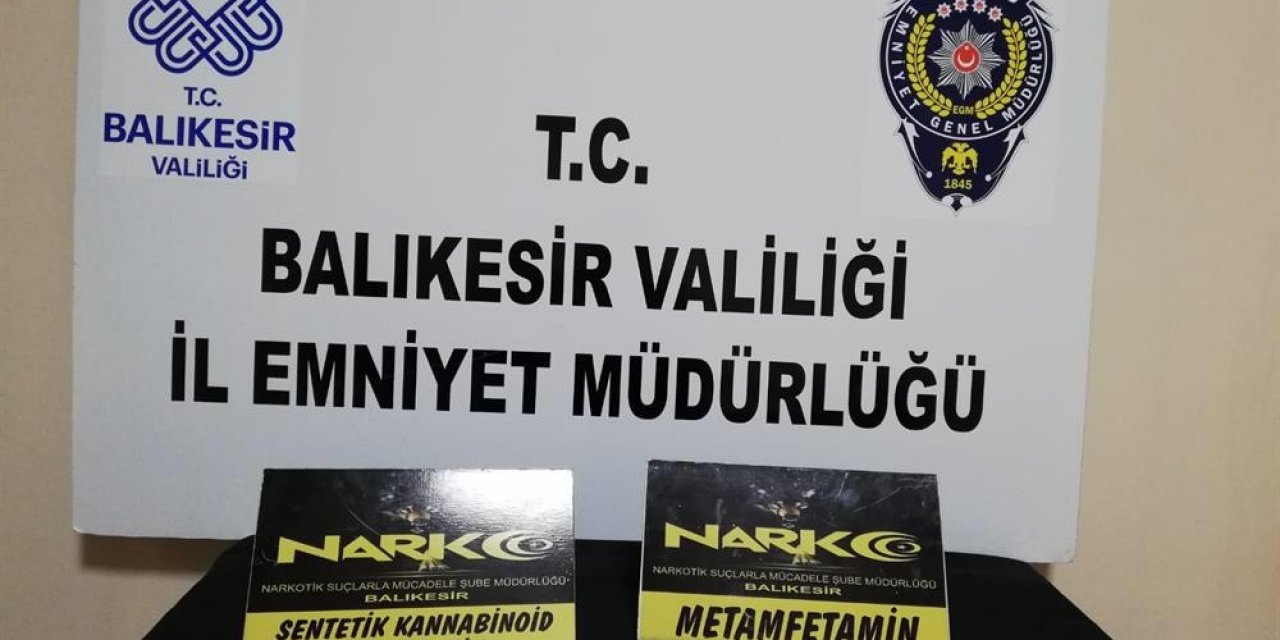 T.C.
BALIKESİR
VALİLİĞİ
EMNİYET GENEL MÜDÜRLÜĞÜ
EGM
1845
T.C.
BALIKESİR VALİLİĞİ
İL EMNİYET MÜDÜRLÜĞÜ
NARKO
NARKOTİK SUÇLARLA MÜCADELE ŞUBE MÜDÜRLÜĞÜ
BALIKESİR
SENTETİK KANNABİNOİD
NARKO
NARKOTİK SUÇLARLA MÜCADELE ŞUBE MÜDÜRLÜĞÜ
BALIKESİR
METAMFETAMİN